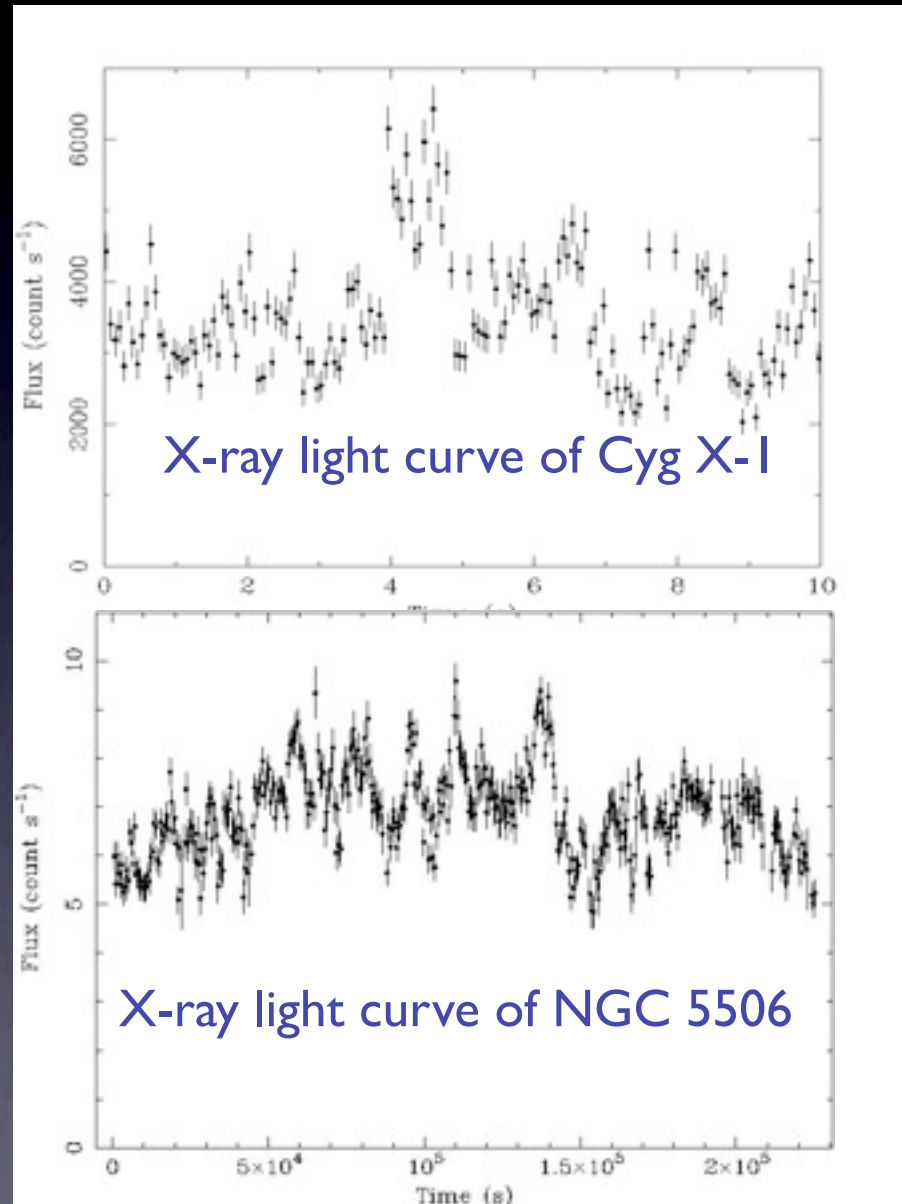 Flux (count s⁻¹)
6000
4000
2000
0
X-ray light curve of Cyg X-1
0 2 4 6 8 10
Flux (count s⁻¹)
10
5
0
X-ray light curve of NGC 5506
0 5×10⁴ 10⁵ 1.5×10⁵ 2×10⁵
Time (s)